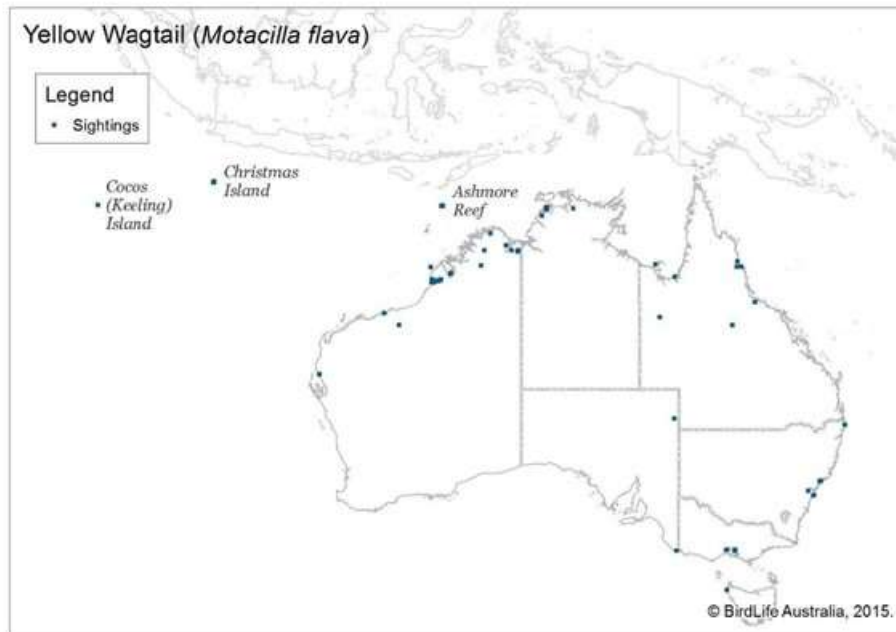 Yellow Wagtail (Motacilla flava)
Legend
Sightings
Christmas
Island
Cocos
(Keeling)
Island
Ashmore
Reef
© BirdLife Australia, 2015.